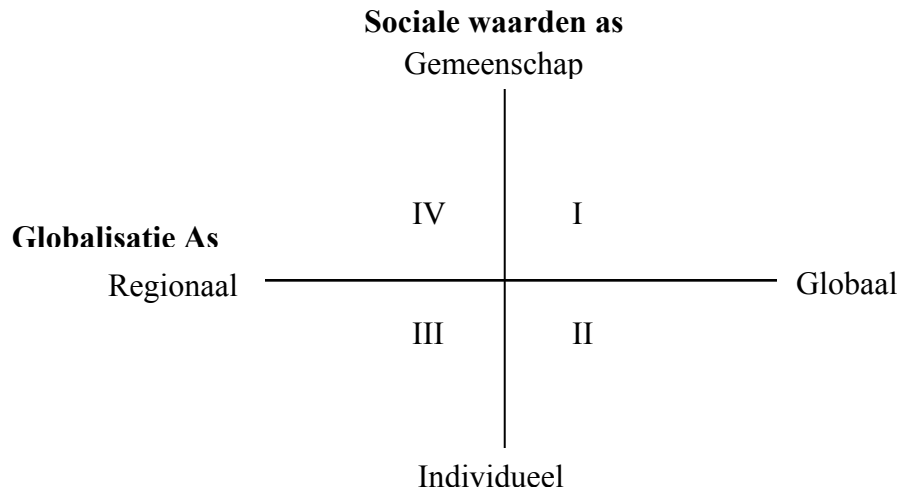 Sociale waarden as
Gemeenschap
IV
I
Globalisatie As
Regionaal
Globaal
III
II
Individueel